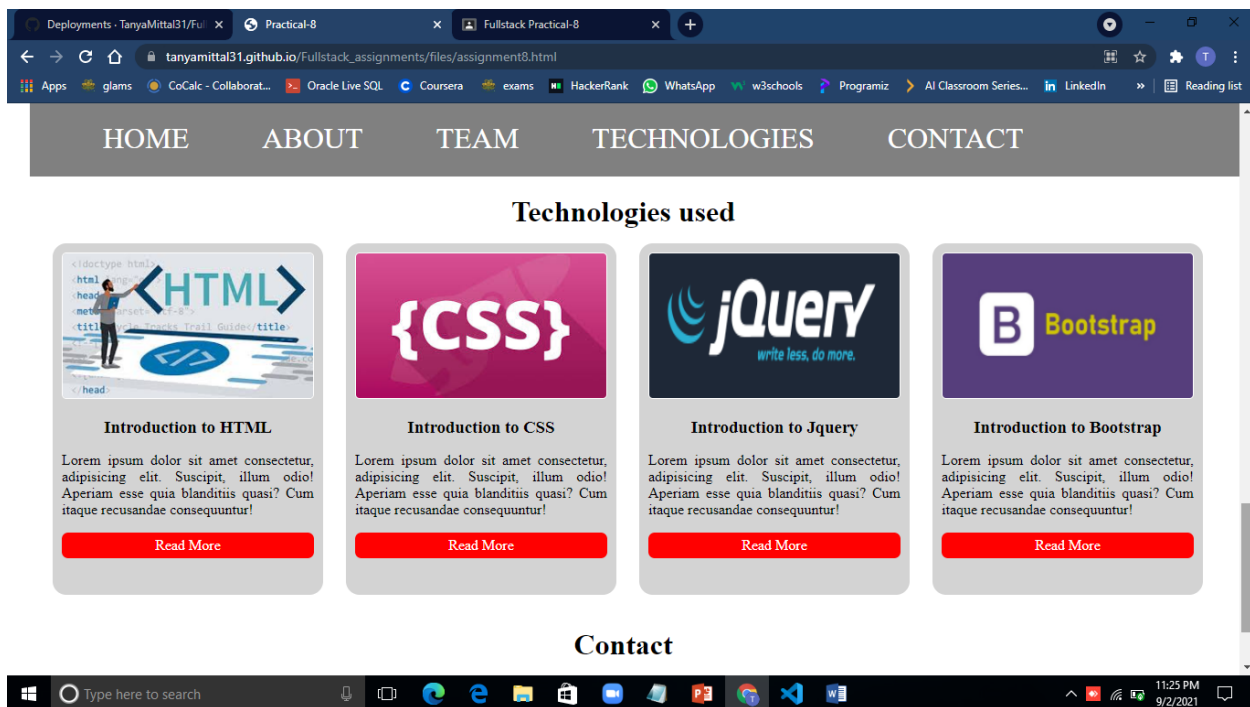 Deployments · TanyaMittal31/Ful
Practical-8
Fullstack Practical-8
tanyamittal31.github.io/Fullstack_assignments/files/assignment8.html
T
Apps
glams
CoCalc - Collaborat...
Oracle Live SQL
Coursera
exams
HackerRank
WhatsApp
w3schools
Programiz
AI Classroom Series...
LinkedIn
»
Reading list
HOME ABOUT TEAM TECHNOLOGIES CONTACT
Technologies used
<!doctype html>
<HTML>
</>
</head>
Introduction to HTML
Lorem ipsum dolor sit amet consectetur,
adipisicing elit. Suscipit, illum odio!
Aperiam esse quia blanditiis quasi? Cum
itaque recusandae consequuntur!
Read More
{CSS}
Introduction to CSS
Lorem ipsum dolor sit amet consectetur,
adipisicing elit. Suscipit, illum odio!
Aperiam esse quia blanditiis quasi? Cum
itaque recusandae consequuntur!
Read More
jQuery
write less, do more.
Introduction to Jquery
Lorem ipsum dolor sit amet consectetur,
adipisicing elit. Suscipit, illum odio!
Aperiam esse quia blanditiis quasi? Cum
itaque recusandae consequuntur!
Read More
B Bootstrap
Introduction to Bootstrap
Lorem ipsum dolor sit amet consectetur,
adipisicing elit. Suscipit, illum odio!
Aperiam esse quia blanditiis quasi? Cum
itaque recusandae consequuntur!
Read More
Contact
Type here to search
11:25 PM
9/2/2021